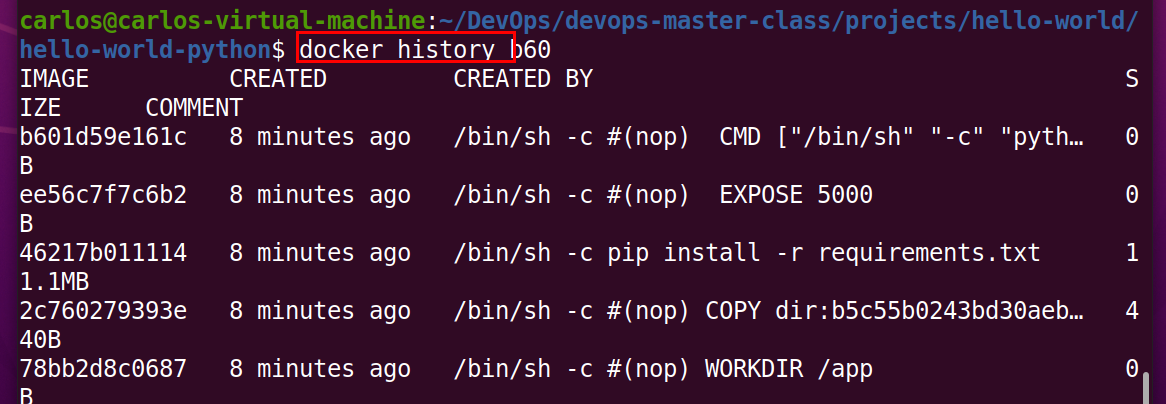 carlos@carlos-virtual-machine:~/DevOps/devops-master-class/projects/hello-world/
hello-world-python$ docker history b60
IMAGE          CREATED         CREATED BY                                      S
IZE      COMMENT
b601d59e161c   8 minutes ago   /bin/sh -c #(nop)  CMD ["/bin/sh" "-c" "pyth…   0
B
ee56c7f7c6b2   8 minutes ago   /bin/sh -c #(nop)  EXPOSE 5000                  0
B
46217b011114   8 minutes ago   /bin/sh -c pip install -r requirements.txt      1
1.1MB
2c760279393e   8 minutes ago   /bin/sh -c #(nop) COPY dir:b5c55b0243bd30aeb…   4
40B
78bb2d8c0687   8 minutes ago   /bin/sh -c #(nop) WORKDIR /app                  0
B